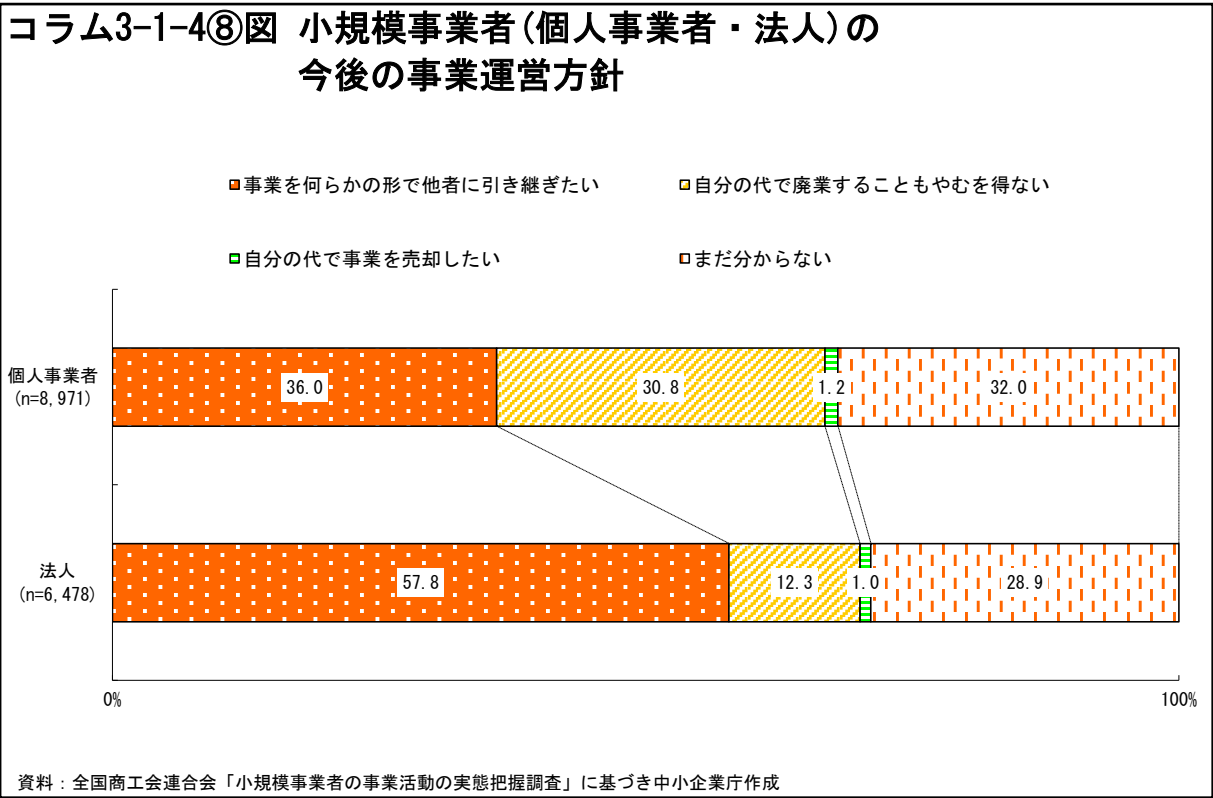 コラム3-1-4⑧図 小規模事業者(個人事業者・法人)の
今後の事業運営方針
事業を何らかの形で他者に引き継ぎたい
自分の代で廃業することもやむを得ない
自分の代で事業を売却したい
まだ分からない
個人事業者
(n=8,971)
36.0
30.8
1.2
32.0
法人
(n=6,478)
57.8
12.3
1.0
28.9
0%
100%
資料：全国商工会連合会「小規模事業者の事業活動の実態把握調査」に基づき中小企業庁作成